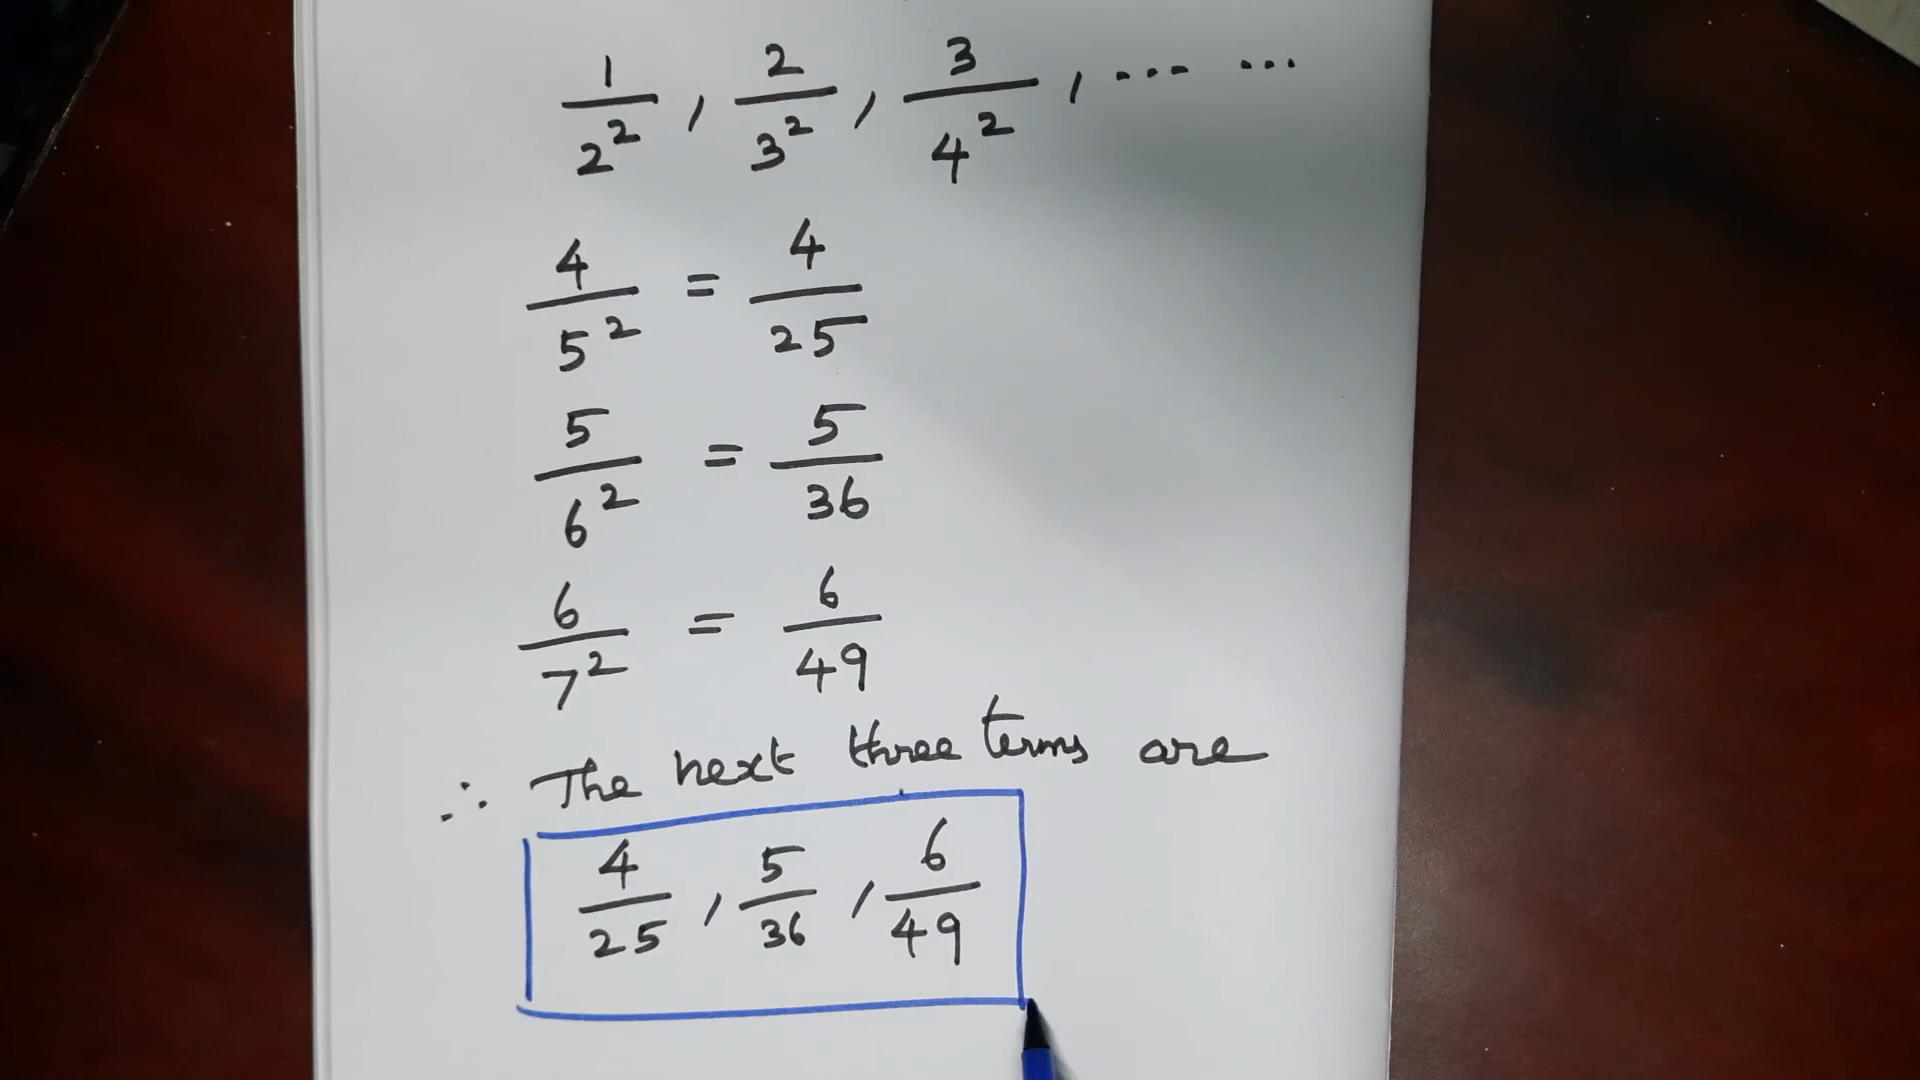 1/2², 2/3², 3/4², ... ...
4/5² = 4/25
5/6² = 5/36
6/7² = 6/49
∴ The next three terms are
4/25, 5/36, 6/49